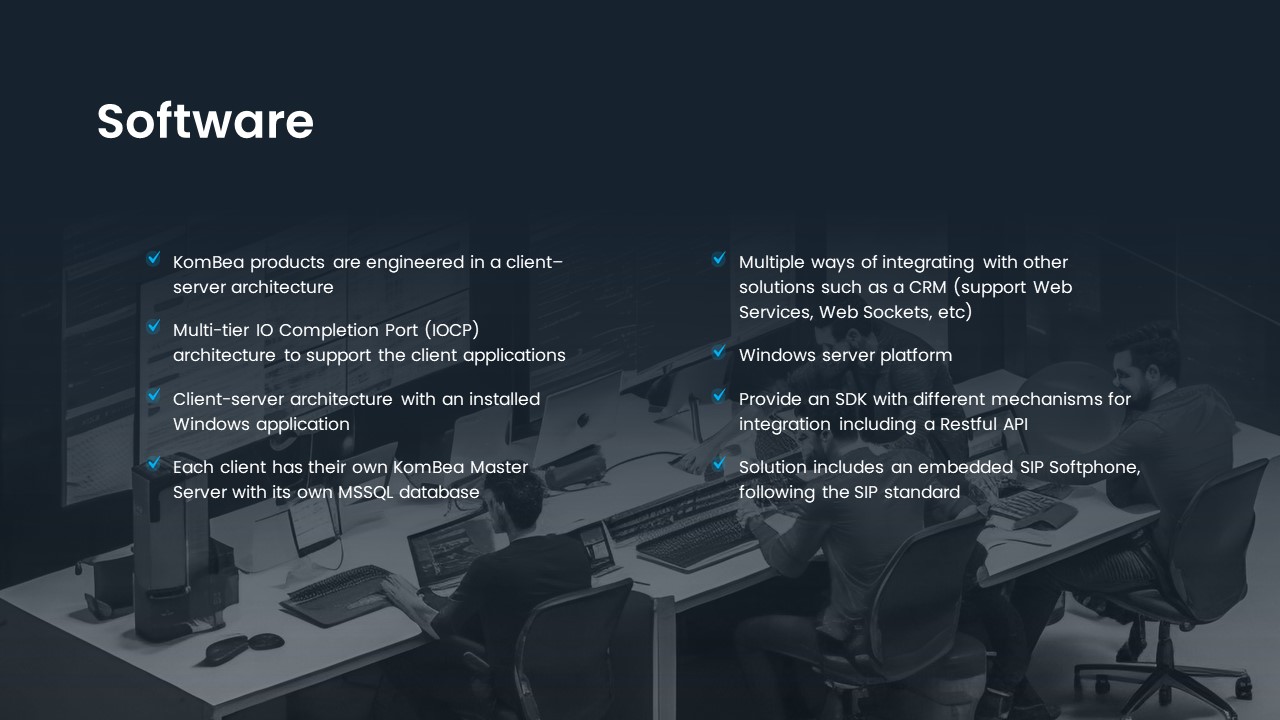 Software
KomBea products are engineered in a client–
server architecture
Multi-tier IO Completion Port (IOCP)
architecture to support the client applications
Client-server architecture with an installed
Windows application
Each client has their own KomBea Master
Server with its own MSSQL database
Multiple ways of integrating with other
solutions such as a CRM (support Web
Services, Web Sockets, etc)
Windows server platform
Provide an SDK with different mechanisms for
integration including a Restful API
Solution includes an embedded SIP Softphone,
following the SIP standard